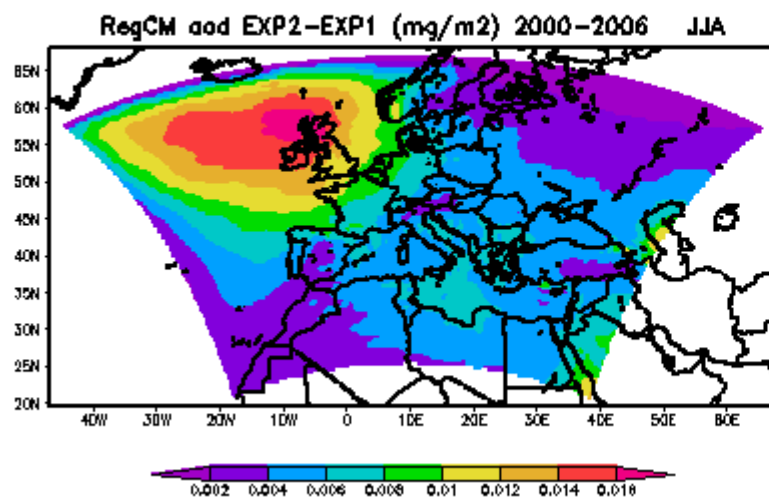 RegCM aod EXP2-EXP1 (mg/m2) 2000-2006 JJA
65N
60N
55N
50N
45N
40N
35N
30N
25N
20N
40W 30W 20W 10W 0 10E 20E 30E 40E 50E 60E
0.002 0.004 0.006 0.008 0.01 0.012 0.014 0.016